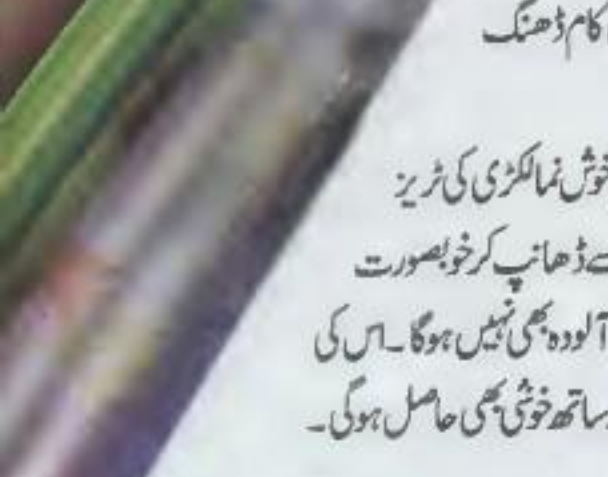 کام ڈھنگ
خوش نما لکڑی کی ٹریز
سے ڈھانپ کر خوبصورت
آلودہ بھی نہیں ہوگا۔ اس کی
ساتھ خوشی بھی حاصل ہوگی۔